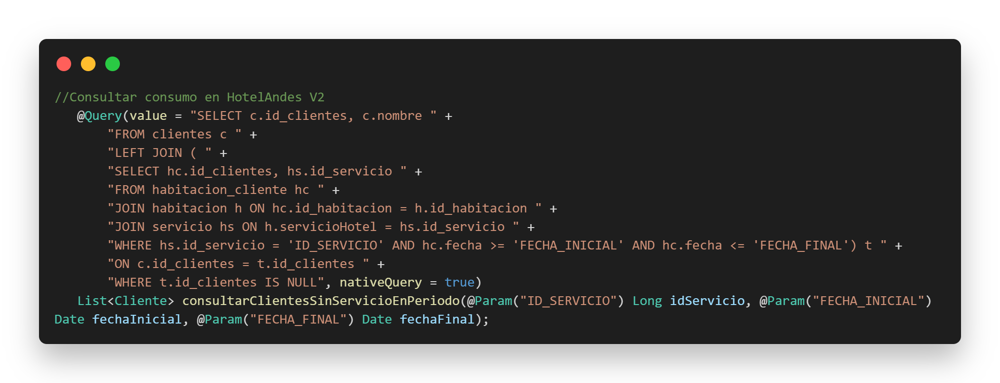 //Consultar consumo en HotelAndes V2
   @Query(value = "SELECT c.id_clientes, c.nombre " +
       "FROM clientes c " +
       "LEFT JOIN ( " +
       "SELECT hc.id_clientes, hs.id_servicio " +
       "FROM habitacion_cliente hc " +
       "JOIN habitacion h ON hc.id_habitacion = h.id_habitacion " +
       "JOIN servicio hs ON h.servicioHotel = hs.id_servicio " +
       "WHERE hs.id_servicio = 'ID_SERVICIO' AND hc.fecha >= 'FECHA_INICIAL' AND hc.fecha <= 'FECHA_FINAL') t " +
       "ON c.id_clientes = t.id_clientes " +
       "WHERE t.id_clientes IS NULL", nativeQuery = true)
   List<Cliente> consultarClientesSinServicioEnPeriodo(@Param("ID_SERVICIO") Long idServicio, @Param("FECHA_INICIAL")
Date fechaInicial, @Param("FECHA_FINAL") Date fechaFinal);